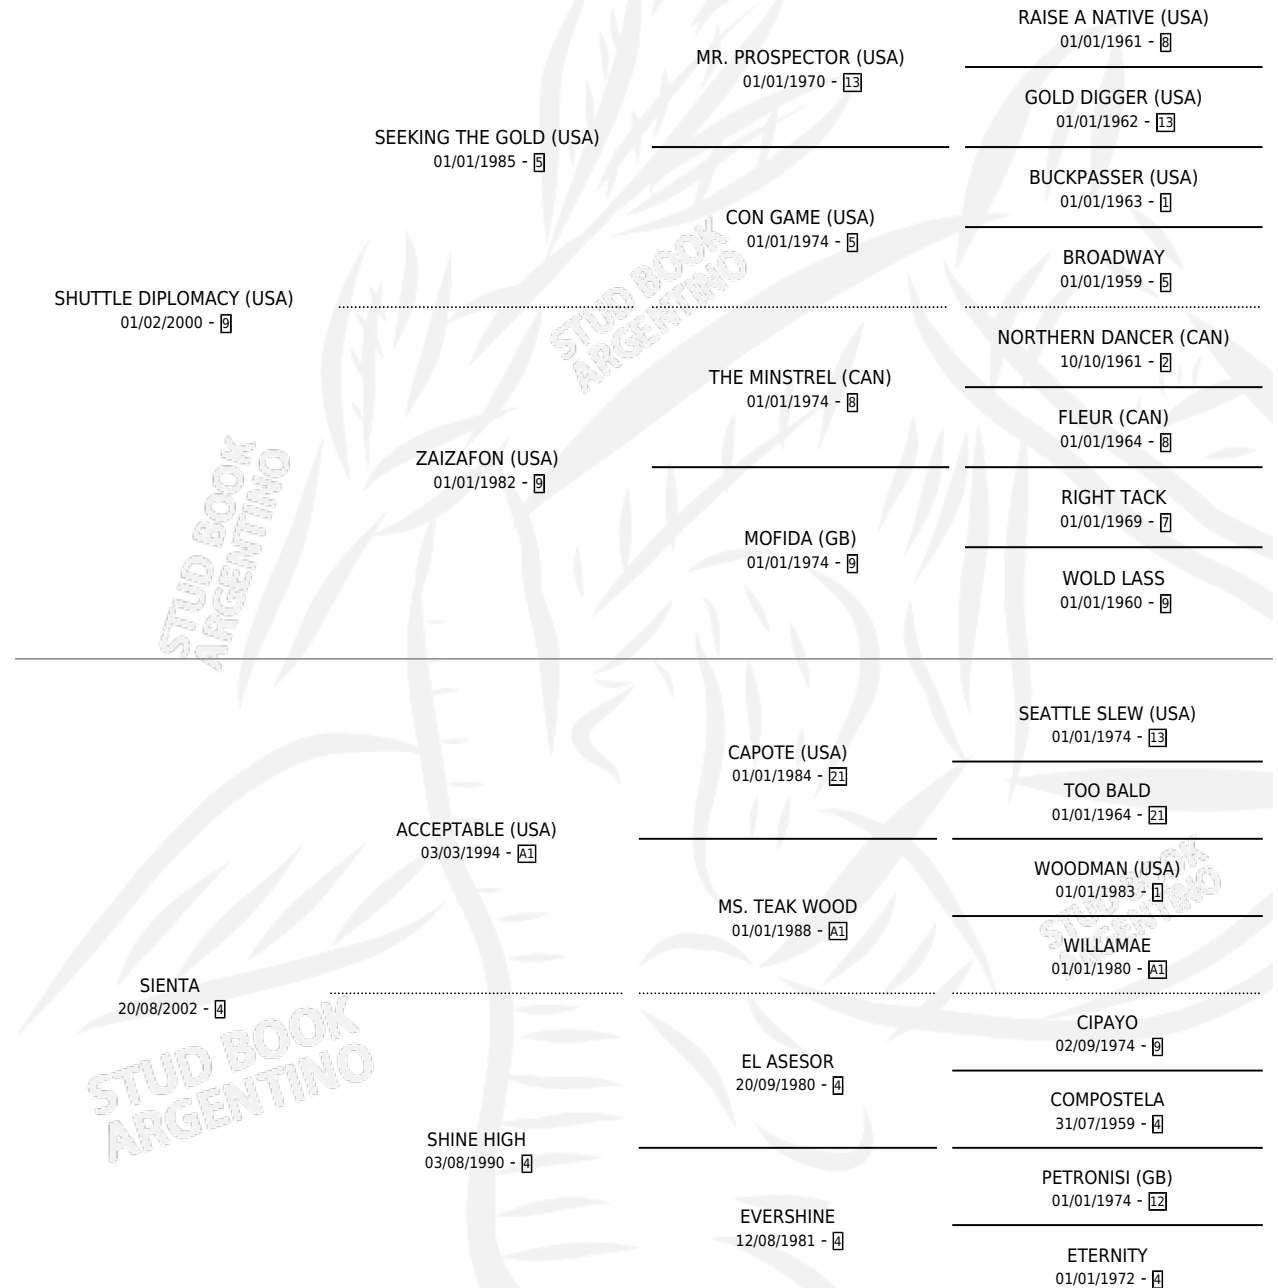 RAISE A NATIVE (USA)
01/01/1961 - 8
MR. PROSPECTOR (USA)
01/01/1970 - 13
GOLD DIGGER (USA)
01/01/1962 - 13
SEEKING THE GOLD (USA)
01/01/1985 - 5
BUCKPASSER (USA)
01/01/1963 - 1
CON GAME (USA)
01/01/1974 - 5
BROADWAY
01/01/1959 - 5
SHUTTLE DIPLOMACY (USA)
01/02/2000 - 9
NORTHERN DANCER (CAN)
10/10/1961 - 2
THE MINSTREL (CAN)
01/01/1974 - 8
FLEUR (CAN)
01/01/1964 - 8
ZAIZAFON (USA)
01/01/1982 - 9
RIGHT TACK
01/01/1969 - 7
MOFIDA (GB)
01/01/1974 - 9
WOLD LASS
01/01/1960 - 9
SEATTLE SLEW (USA)
01/01/1974 - 13
CAPOTE (USA)
01/01/1984 - 21
TOO BALD
01/01/1964 - 21
ACCEPTABLE (USA)
03/03/1994 - A1
WOODMAN (USA)
01/01/1983 - 1
MS. TEAK WOOD
01/01/1988 - A1
WILLAMAE
01/01/1980 - A1
SIENTA
20/08/2002 - 4
CIPAYO
02/09/1974 - 9
EL ASESOR
20/09/1980 - 4
COMPOSTELA
31/07/1959 - 4
SHINE HIGH
03/08/1990 - 4
PETRONISI (GB)
01/01/1974 - 12
EVERSHINE
12/08/1981 - 4
ETERNITY
01/01/1972 - 4
STUD BOOK
ARGENTINO
STUD BOOK
ARGENTINO
STUD BOOK
ARGENTINO
STUD BOOK
ARGENTINO